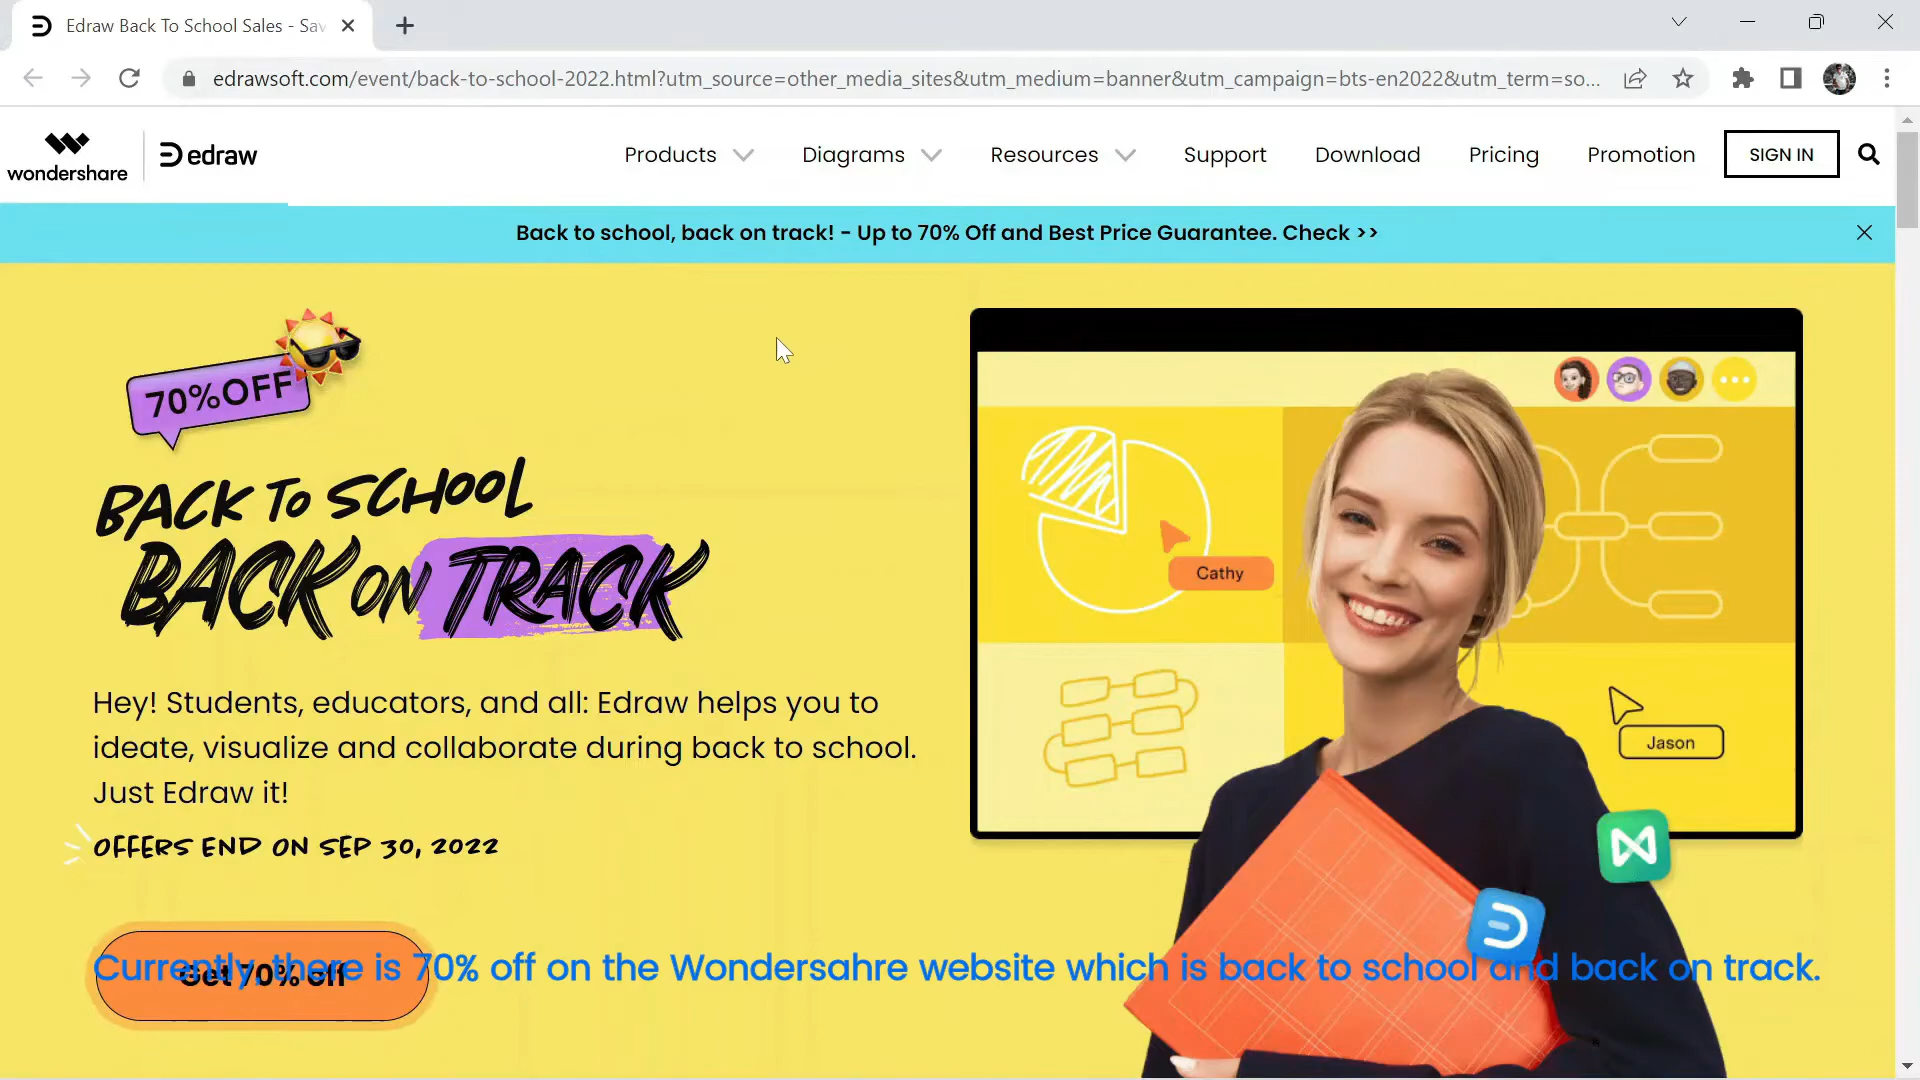 Edraw Back To School Sales - Sav
edrawsoft.com/event/back-to-school-2022.html?utm_source=other_media_sites&utm_medium=banner&utm_campaign=bts-en2022&utm_term=so...
wondershare
edraw
Products
Diagrams
Resources
Support
Download
Pricing
Promotion
SIGN IN
Back to school, back on track! - Up to 70% Off and Best Price Guarantee. Check >>
70%OFF
BACK TO SCHOOL
BACK ON TRACK
Cathy
Jason
Hey! Students, educators, and all: Edraw helps you to
ideate, visualize and collaborate during back to school.
Just Edraw it!
OFFERS END ON SEP 30, 2022
Get 70% off
Currently, there is 70% off on the Wondersahre website which is back to school and back on track.